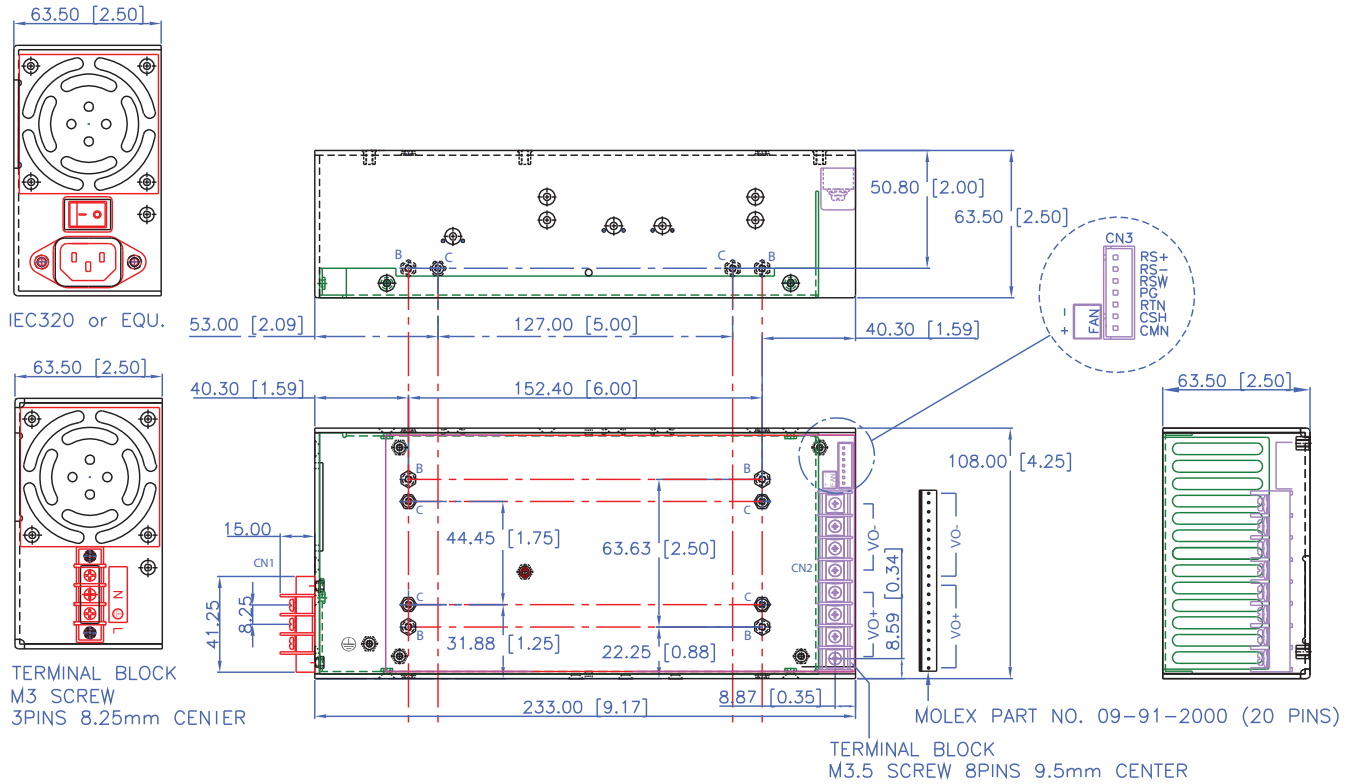 63.50 [2.50]
IEC320 or EQU.
50.80 [2.00]
63.50 [2.50]
B
C
C
B
53.00 [2.09]
127.00 [5.00]
40.30 [1.59]
CN3
RS+
RS-
RSW
PG
RTN
CSH
CMN
FAN
-
+
63.50 [2.50]
N
L
TERMINAL BLOCK
M3 SCREW
3PINS 8.25mm CENIER
40.30 [1.59]
152.40 [6.00]
63.50 [2.50]
108.00 [4.25]
B
B
C
C
FAN
15.00
CN1
44.45 [1.75]
63.63 [2.50]
CN2
VO-
VO-
41.25
8.25
C
C
B
B
31.88 [1.25]
22.25 [0.88]
VO+
8.59 [0.34]
VO+
233.00 [9.17]
8.87 [0.35]
MOLEX PART NO. 09-91-2000 (20 PINS)
TERMINAL BLOCK
M3.5 SCREW 8PINS 9.5mm CENTER